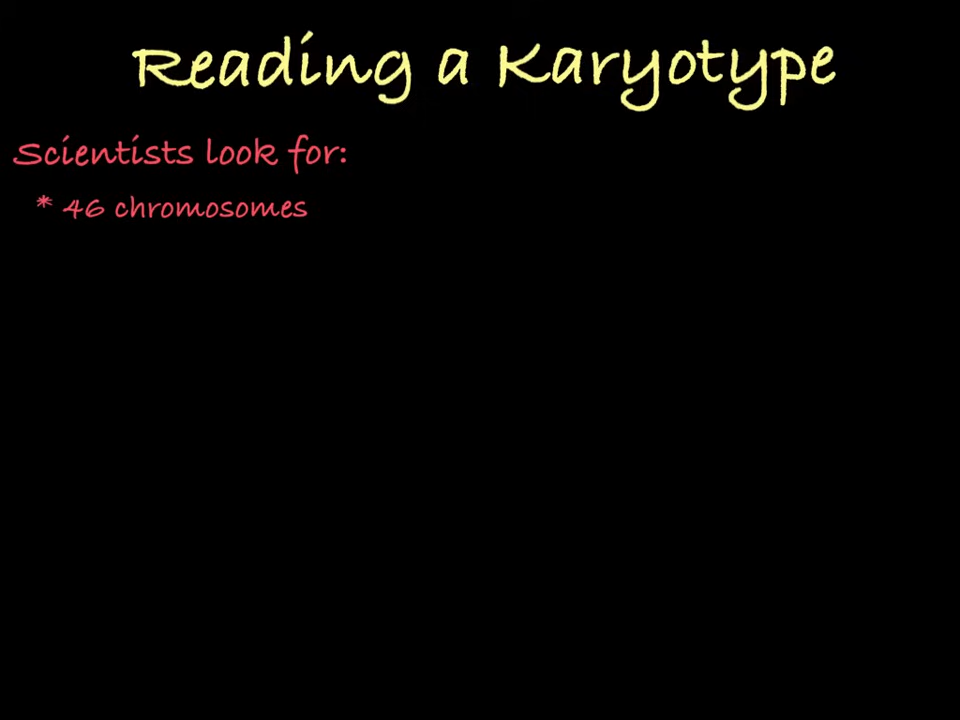 Reading a Karyotype
Scientists look for:
* 46 chromosomes